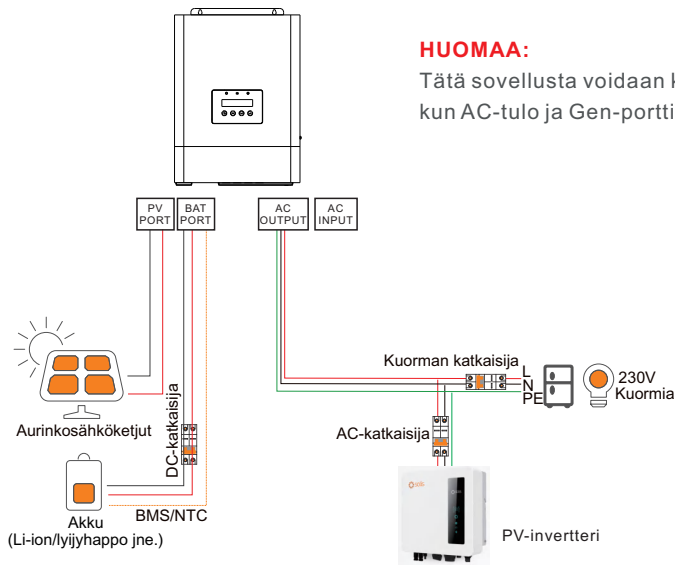 HUOMAA:
Tätä sovellusta voidaan
kun AC-tulo ja Gen-portti
PV
PORT
BAT
PORT
AC
OUTPUT
AC
INPUT
Kuorman katkaisija
L
N
PE
230V
Kuormia
DC-katkaisija
AC-katkaisija
Aurinkosähköketjut
Akku
(Li-ion/lyijyhappo jne.)
BMS/NTC
PV-invertteri